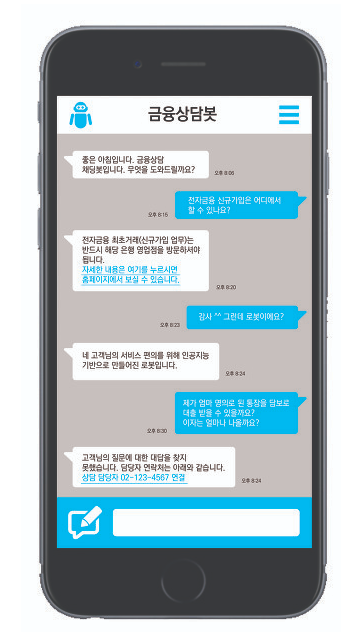 금융상담봇
좋은 아침입니다. 금융상담
채딩봇입니다. 무엇을 도와드릴까요?
오후 8:06
전자금융 신규가입은 어디에서
할 수 있나요?
오후 8:15
전자금융 최초거래(신규가입 업무)는
반드시 해당 은행 영업점을 방문하셔야
됩니다.
자세한 내용은 여기를 누르시면
홈페이지에서 보실 수 있습니다.
오후 8:20
감사 ^^ 그런데 로봇이에요?
오후 8:23
네 고객님의 서비스 편의를 위해 인공지능
기반으로 만들어진 로봇입니다.
오후 8:24
제가 엄마 명의로 된 통장을 담보로
대출 받을 수 있을까요?
이자는 얼마나 나올까요?
오후 8:30
고객님의 질문에 대한 대답을 찾지
못했습니다. 담당자 연락처는 아래와 같습니다.
상담 담당자 02-123-4567 연결
오후 8:24